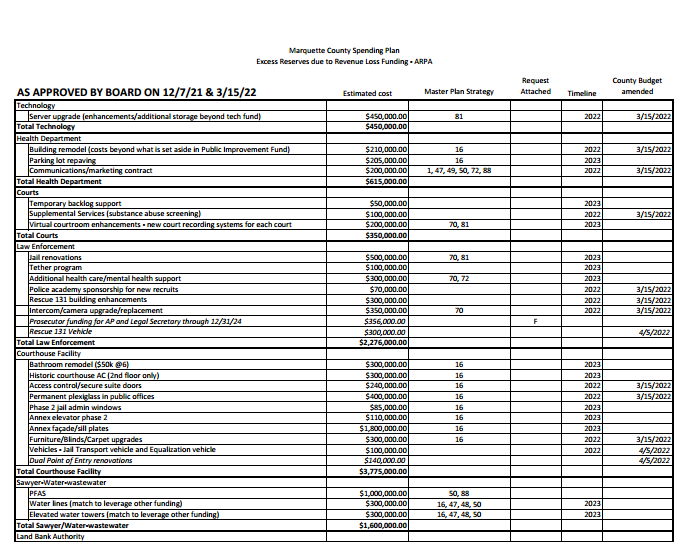 Marquette County Spending Plan
Excess Reserves due to Revenue Loss Funding - ARPA
AS APPROVED BY BOARD ON 12/7/21 & 3/15/22 Estimated cost Master Plan Strategy Request Attached Timeline County Budget amended
Technology
Server upgrade (enhancements/additional storage beyond tech fund) $450,000.00 81 2022 3/15/2022
Total Technology $450,000.00
Health Department
Building remodel (costs beyond what is set aside in Public Improvement Fund) $210,000.00 16 2022 3/15/2022
Parking lot repaving $205,000.00 16 2023
Communications/marketing contract $200,000.00 1, 47, 49, 50, 72, 88 2022 3/15/2022
Total Health Department $615,000.00
Courts
Temporary backlog support $50,000.00 2023
Supplemental Services (substance abuse screening) $100,000.00 2022 3/15/2022
Virtual courtroom enhancements - new court recording systems for each court $200,000.00 70, 81 2023
Total Courts $350,000.00
Law Enforcement
Jail renovations $500,000.00 70, 81 2023
Tether program $100,000.00 2023
Additional health care/mental health support $300,000.00 70, 72 2023
Police academy sponsorship for new recruits $70,000.00 2022 3/15/2022
Rescue 131 building enhancements $300,000.00 2022 3/15/2022
Intercom/camera upgrade/replacement $350,000.00 70 2022 3/15/2022
Prosecutor funding for AP and Legal Secretary through 12/31/24 $356,000.00 F
Rescue 131 Vehicle $300,000.00 4/5/2022
Total Law Enforcement $2,276,000.00
Courthouse Facility
Bathroom remodel ($50k @6) $300,000.00 16 2023
Historic courthouse AC (2nd floor only) $300,000.00 16 2023
Access control/secure suite doors $240,000.00 16 2022 3/15/2022
Permanent plexiglass in public offices $400,000.00 16 2022 3/15/2022
Phase 2 jail admin windows $85,000.00 16 2023
Annex elevator phase 2 $110,000.00 16 2023
Annex façade/sill plates $1,800,000.00 16 2023
Furniture/Blinds/Carpet upgrades $300,000.00 16 2022 3/15/2022
Vehicles - Jail Transport vehicle and Equalization vehicle $100,000.00 2022 4/5/2022
Dual Point of Entry renovations $140,000.00 4/5/2022
Total Courthouse Facility $3,775,000.00
Sawyer-Water-wastewater
PFAS $1,000,000.00 50, 88
Water lines (match to leverage other funding) $300,000.00 16, 47, 48, 50 2023
Elevated water towers (match to leverage other funding) $300,000.00 16, 47, 48, 50 2023
Total Sawyer/Water-wastewater $1,600,000.00
Land Bank Authority